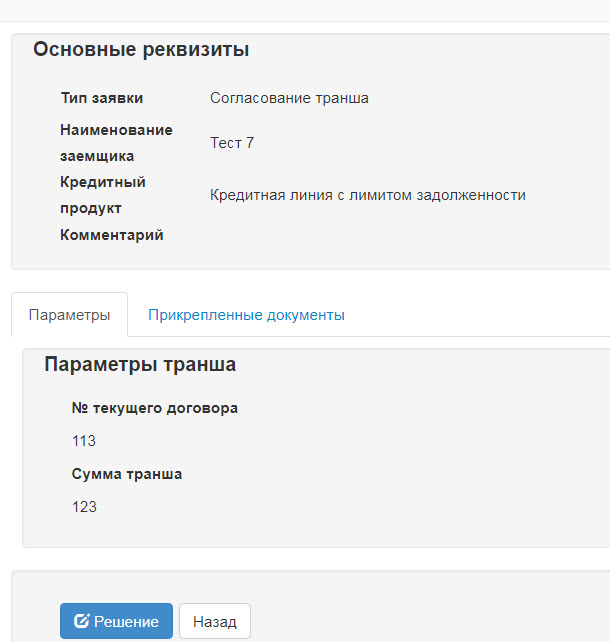 Основные реквизиты
Тип заявки Согласование транша
Наименование заемщика Тест 7
Кредитный продукт Кредитная линия с лимитом задолженности
Комментарий
Параметры Прикрепленные документы
Параметры транша
№ текущего договора
113
Сумма транша
123
Решение Назад